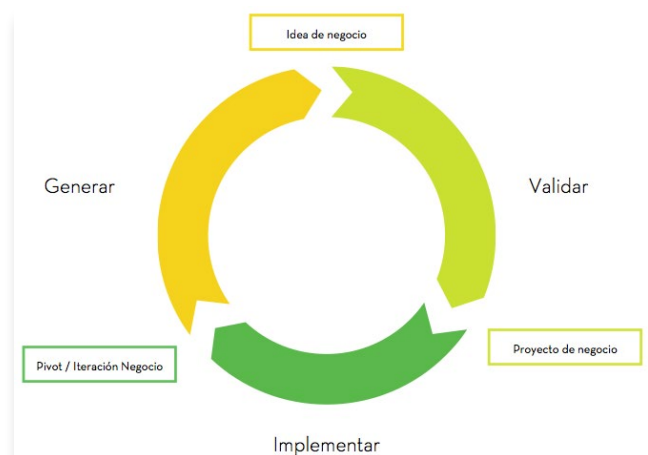 Idea de negocio
Generar
Validar
Proyecto de negocio
Pivot / Iteración Negocio
Implementar